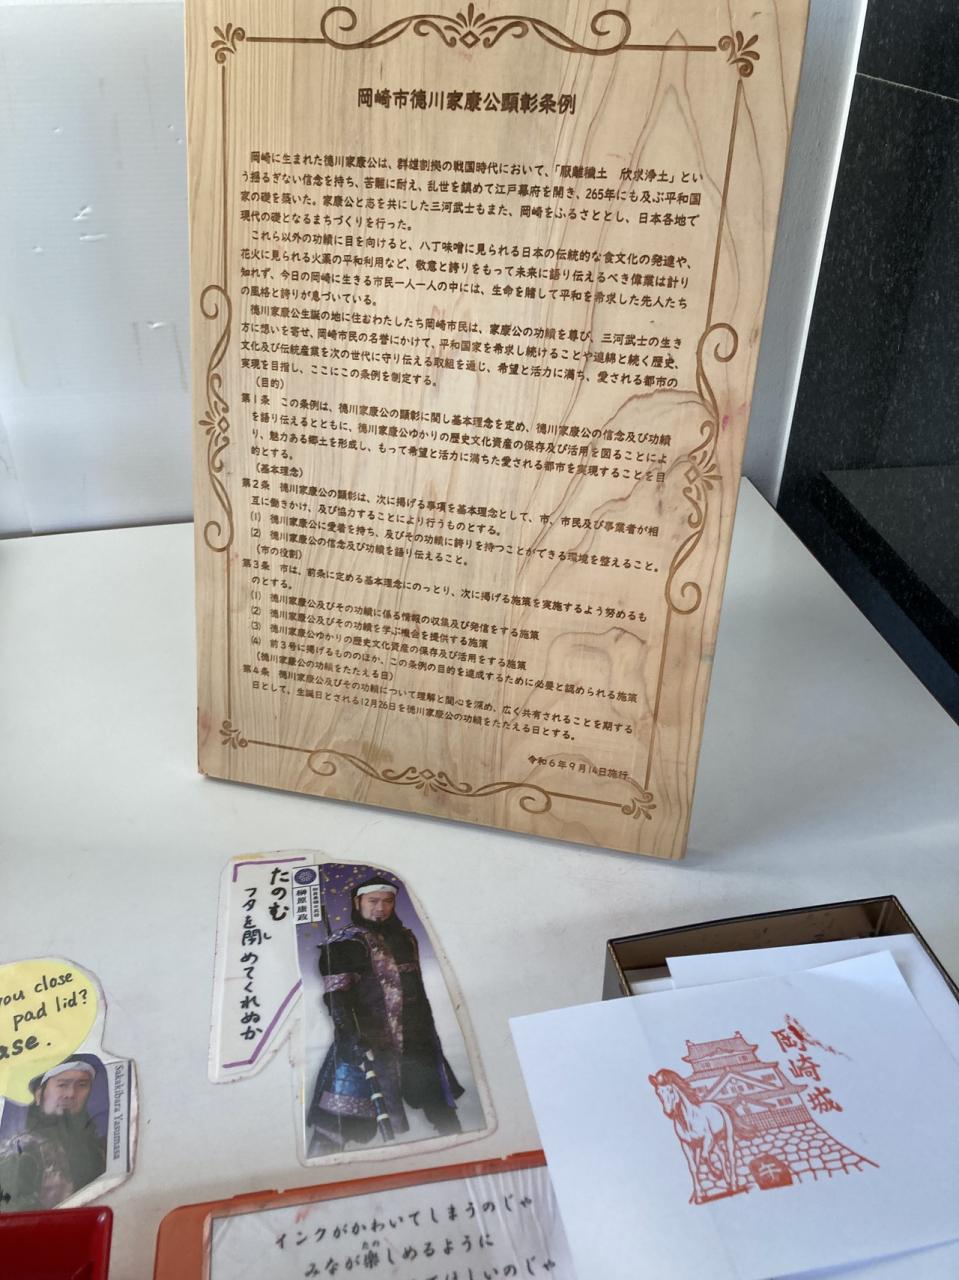 岡崎市徳川家康公顕彰条例
岡崎に生まれた徳川家康公は、群雄割拠の戦国時代において、「厭離穢土　欣求浄土」とい
う揺るぎない信念を持ち、苦難に耐え、乱世を鎮めて江戸幕府を開き、265年にも及ぶ平和国
家の礎を築いた。家康公と志を共にした三河武士もまた、岡崎をふるさととし、日本各地で
現代の礎となるまちづくりを行った。
これら以外の功績に目を向けると、八丁味噌に見られる日本の伝統的な食文化の発達や、
花火に見られる火薬の平和利用など、敬意と誇りをもって未来に語り伝えるべき偉業は計り
知れず、今日の岡崎に生きる市民一人一人の中には、生命を賭して平和を希求した先人たち
の風格と誇りが息づいている。
徳川家康公生誕の地に住むわたしたち岡崎市民は、家康公の功績を尊び、三河武士の生き
方に想いを寄せ、岡崎市民の名誉にかけて、平和国家を希求し続けることや連綿と続く歴史、
文化及び伝統産業を次の世代に守り伝える取組を通じ、希望と活力に満ち、愛される都市の
実現を目指し、ここにこの条例を制定する。
（目的）
第1条　この条例は、徳川家康公の顕彰に関し基本理念を定め、徳川家康公の信念及び功績
を語り伝えるとともに、徳川家康公ゆかりの歴史文化資産の保存及び活用を図ることによ
り、魅力ある郷土を形成し、もって希望と活力に満ちた愛される都市を実現することを目
的とする。
（基本理念）
第2条　徳川家康公の顕彰は、次に掲げる事項を基本理念として、市、市民及び事業者が相
互に働きかけ、及び協力することにより行うものとする。
(1)　徳川家康公に愛着を持ち、及びその功績に誇りを持つことができる環境を整えること。
(2)　徳川家康公の信念及び功績を語り伝えること。
（市の役割）
第3条　市は、前条に定める基本理念にのっとり、次に掲げる施策を実施するよう努めるも
のとする。
(1)　徳川家康公及びその功績に係る情報の収集及び発信をする施策
(2)　徳川家康公及びその功績を学ぶ機会を提供する施策
(3)　徳川家康公ゆかりの歴史文化資産の保存及び活用をする施策
(4)　前3号に掲げるもののほか、この条例の目的を達成するために必要と認められる施策
（徳川家康公の功績をたたえる日）
第4条　徳川家康公及びその功績について理解と関心を深め、広く共有されることを期する
日として、生誕日とされる12月26日を徳川家康公の功績をたたえる日とする。
令和6年9月14日施行
たのむ
フタを閉めてくれぬか
し
榊原康政
you close
pad lid?
ase.
Sakakibara Yasumasa
岡崎城
午
インクがかわいてしまうのじゃ
みなが楽しめるように
たの
ほしいのじゃ